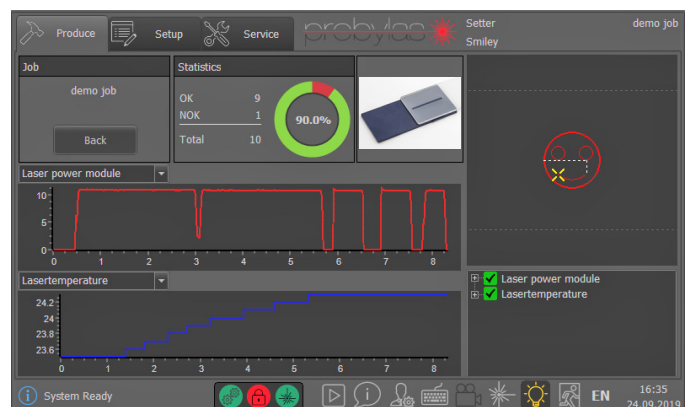 Produce
Setup
Service
probylas
Setter
demo job
Smiley
Job
demo job
Back
Statistics
OK 9
NOK 1
Total 10
90.0%
Laser power module
10
5
0
0 1 2 3 4 5 6 7 8
Lasertemperature
24.2
24
23.8
23.6
0 1 2 3 4 5 6 7 8
Laser power module
Lasertemperature
System Ready
EN
16:35
24.09.2019